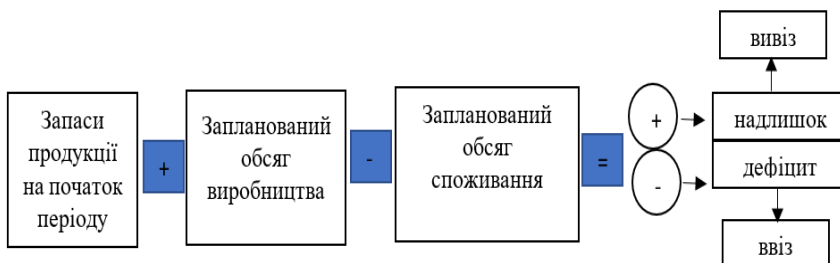 вивіз
Запаси
продукції
на початок
періоду
+
Запланований
обсяг
виробництва
-
Запланований
обсяг
споживання
=
+
надлишок
-
дефіцит
ввіз